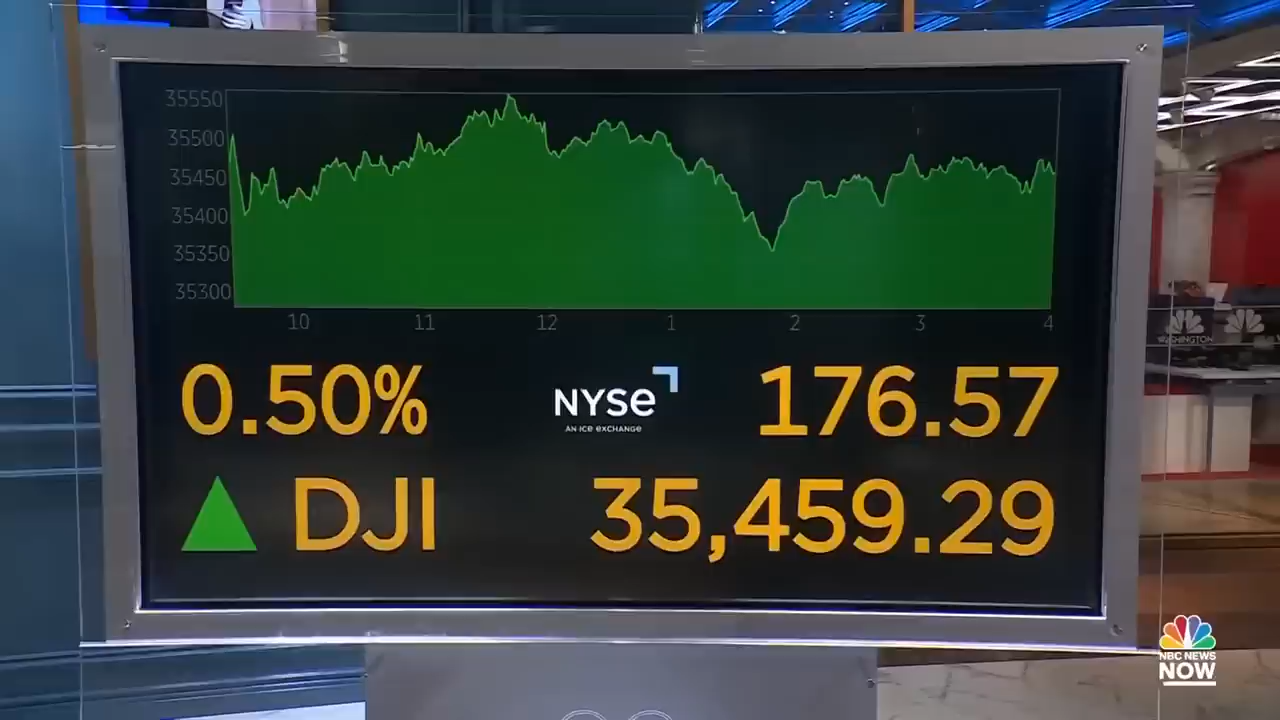 35550
35500
35450
35400
35350
35300
10 11 12 1 2 3 4
0.50%
NYSE
AN ICE EXCHANGE
176.57
DJI
35,459.29
WASHINGTON
NBC NEWS
NOW